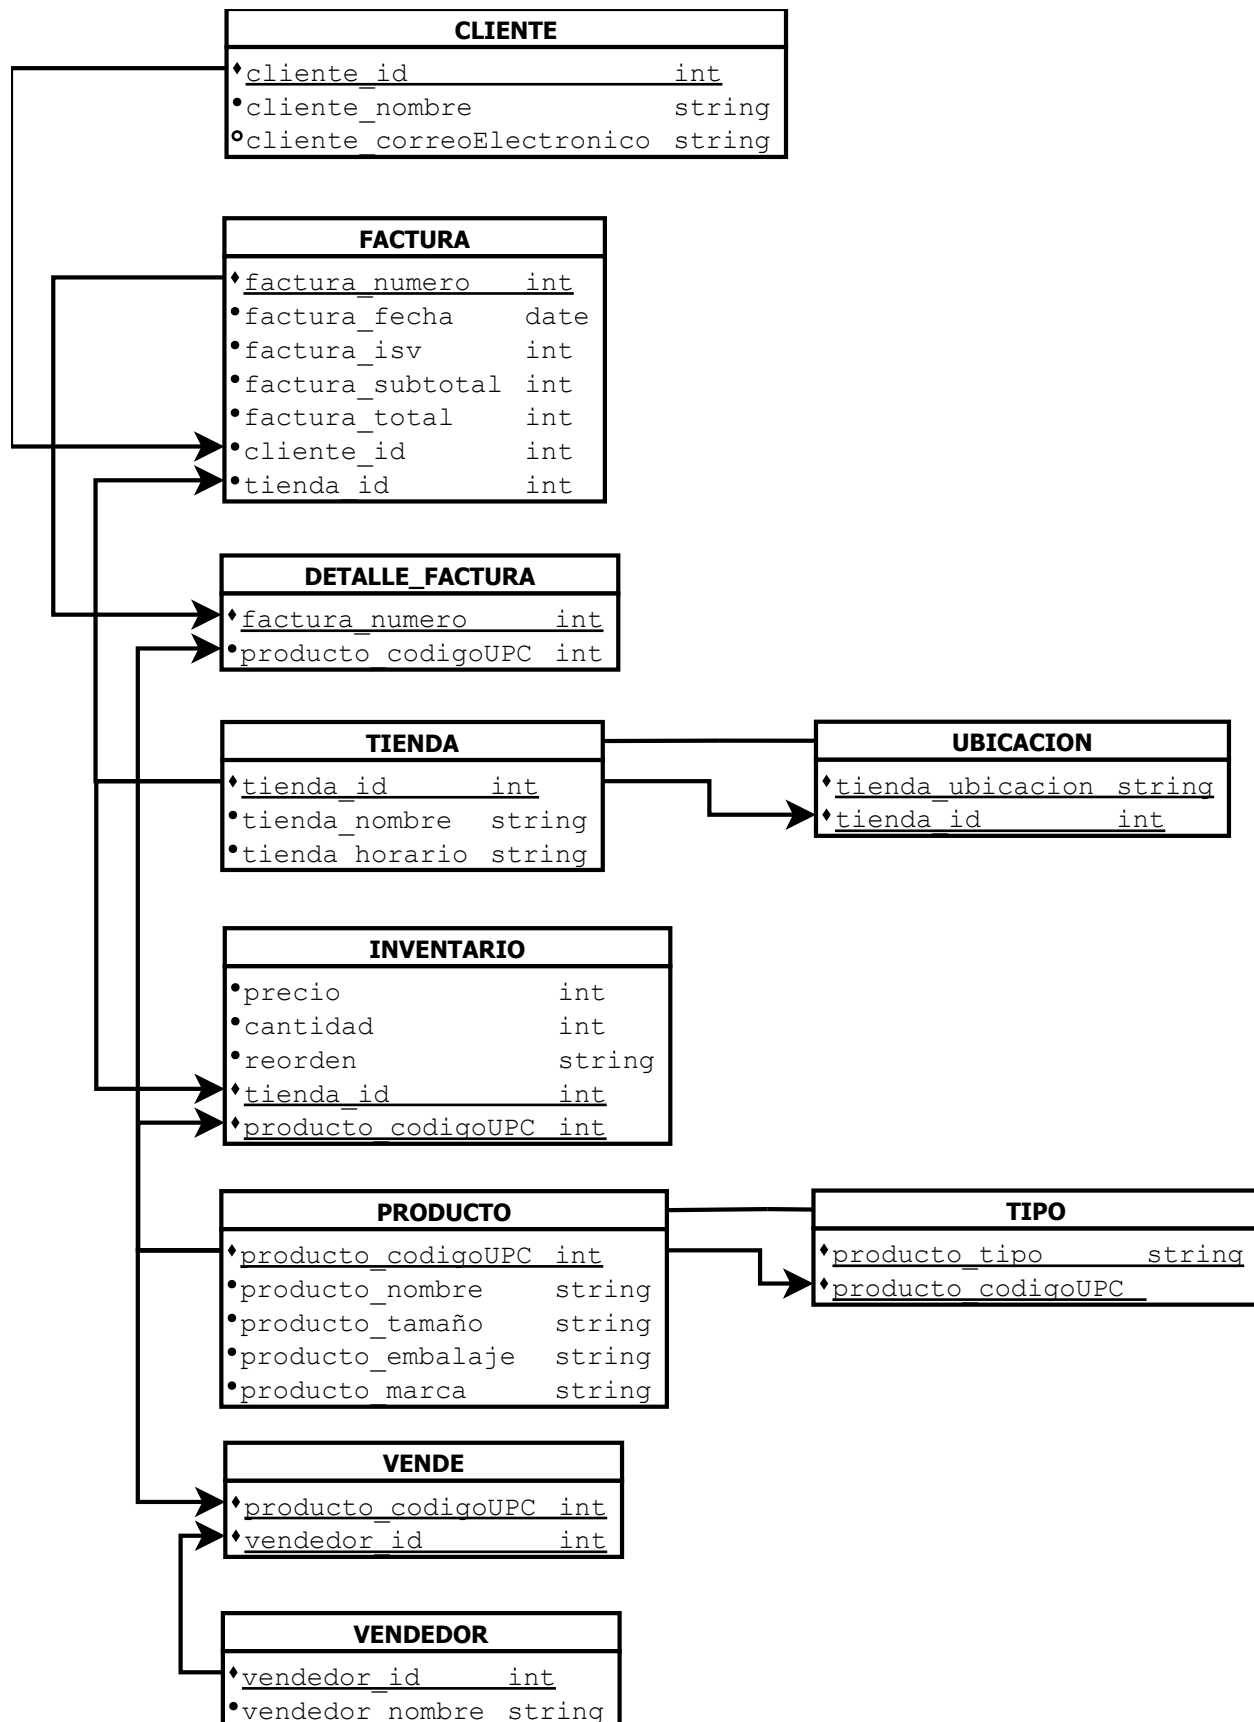 CLIENTE
cliente_id int
cliente_nombre string
cliente_correoElectronico string
FACTURA
factura_numero int
factura_fecha date
factura_isv int
factura_subtotal int
factura_total int
cliente_id int
tienda_id int
DETALLE_FACTURA
factura_numero int
producto_codigoUPC int
TIENDA
tienda_id int
tienda_nombre string
tienda_horario string
UBICACION
tienda_ubicacion string
tienda_id int
INVENTARIO
precio int
cantidad int
reorden string
tienda_id int
producto_codigoUPC int
PRODUCTO
producto_codigoUPC int
producto_nombre string
producto_tamaño string
producto_embalaje string
producto_marca string
TIPO
producto_tipo string
producto_codigoUPC
VENDE
producto_codigoUPC int
vendedor_id int
VENDEDOR
vendedor_id int
vendedor_nombre string